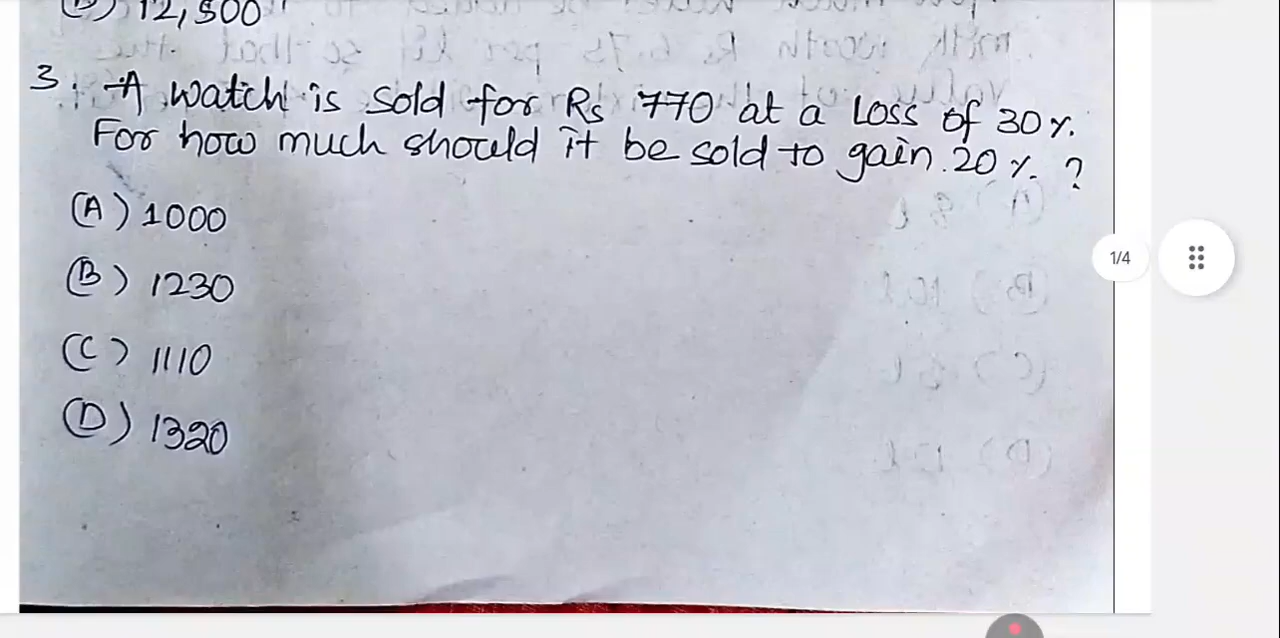 (D) 12,500
3. A watch is sold for Rs 770 at a loss of 30%.
For how much should it be sold to gain 20%. ?
(A) 1000
(B) 1230
(C) 1110
(D) 1320
1/4